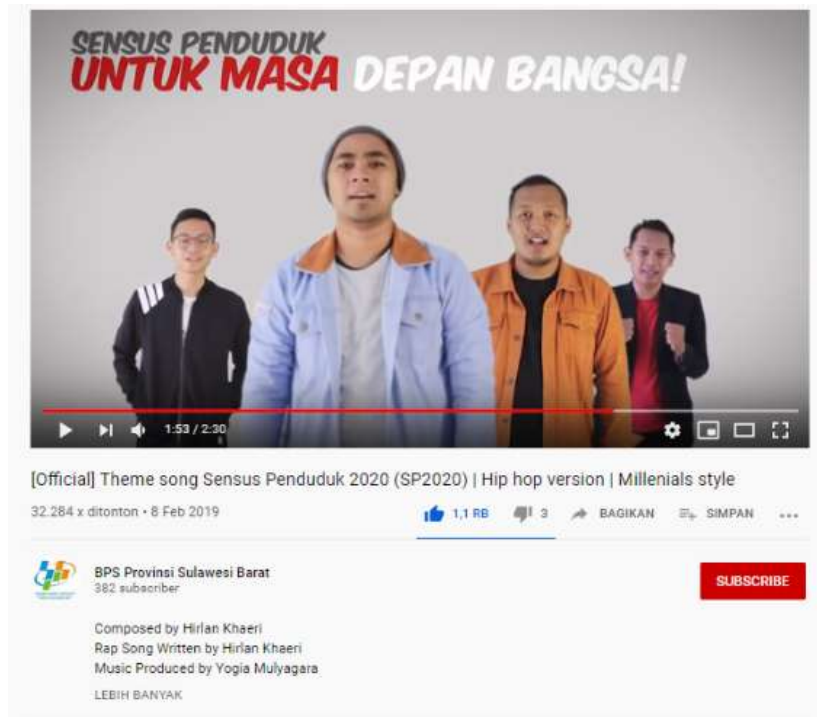 SENSUS PENDUDUK
UNTUK MASA DEPAN BANGSA!
1:53 / 2:30
[Official] Theme song Sensus Penduduk 2020 (SP2020) | Hip hop version | Millenials style
32.284 x ditonton • 8 Feb 2019
1,1 RB 3 BAGIKAN SIMPAN
BPS Provinsi Sulawesi Barat
SUBSCRIBE
382 subscriber
Composed by Hirlan Khaeri
Rap Song Written by Hirlan Khaeri
Music Produced by Yogia Mulyagara
LEBIH BANYAK